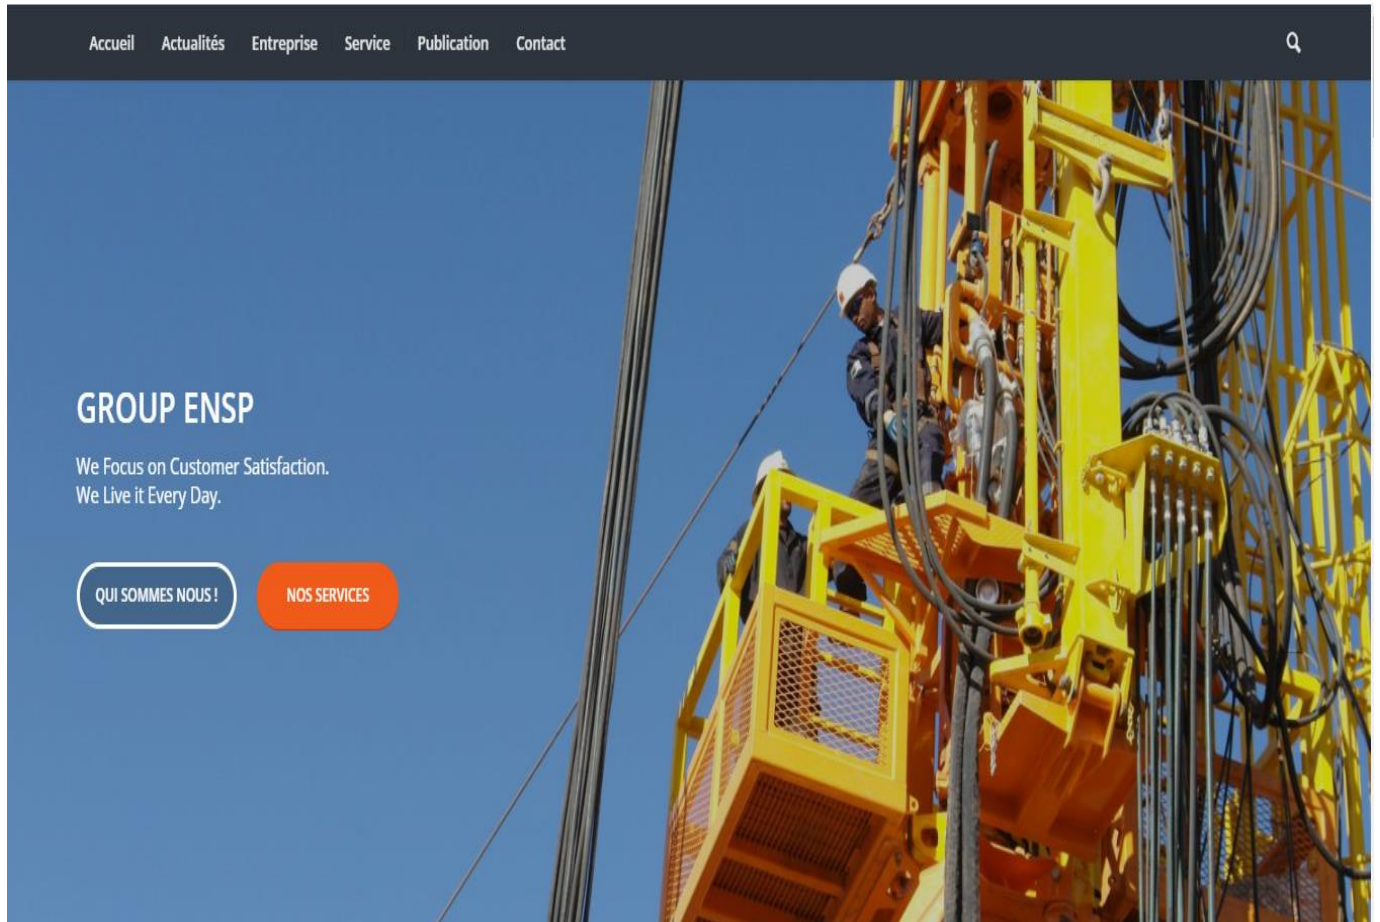 Accueil Actualités Entreprise Service Publication Contact
GROUP ENSP
We Focus on Customer Satisfaction.
We Live it Every Day.
QUI SOMMES NOUS ! NOS SERVICES